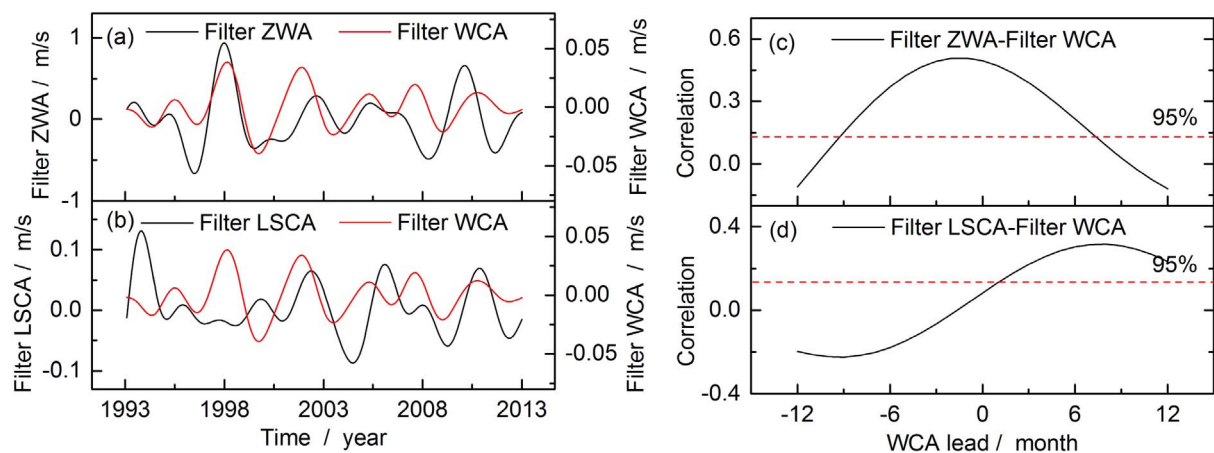 (a) Filter ZWA Filter WCA
Filter ZWA / m/s
1
0
-1
0.05
0.00
-0.05
Filter WCA / m/s
(b) Filter LSCA Filter WCA
Filter LSCA / m/s
0.1
0.0
-0.1
0.05
0.00
-0.05
Filter WCA / m/s
1993 1998 2003 2008 2013
Time / year
(c) Filter ZWA-Filter WCA
Correlation
0.6
0.3
0.0
95%
(d) Filter LSCA-Filter WCA
Correlation
0.4
0.0
-0.4
95%
-12 -6 0 6 12
WCA lead / month